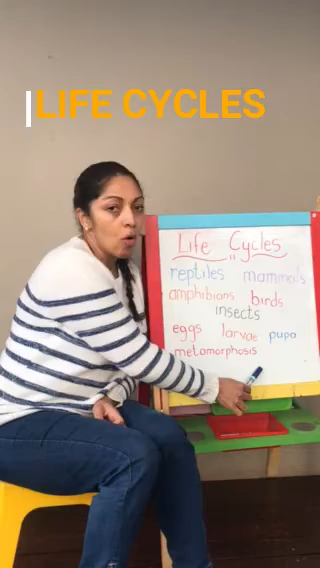 LIFE CYCLES
Life Cycles
reptiles mammals
amphibians birds
insects
eggs larvae pupa
metamorphosis